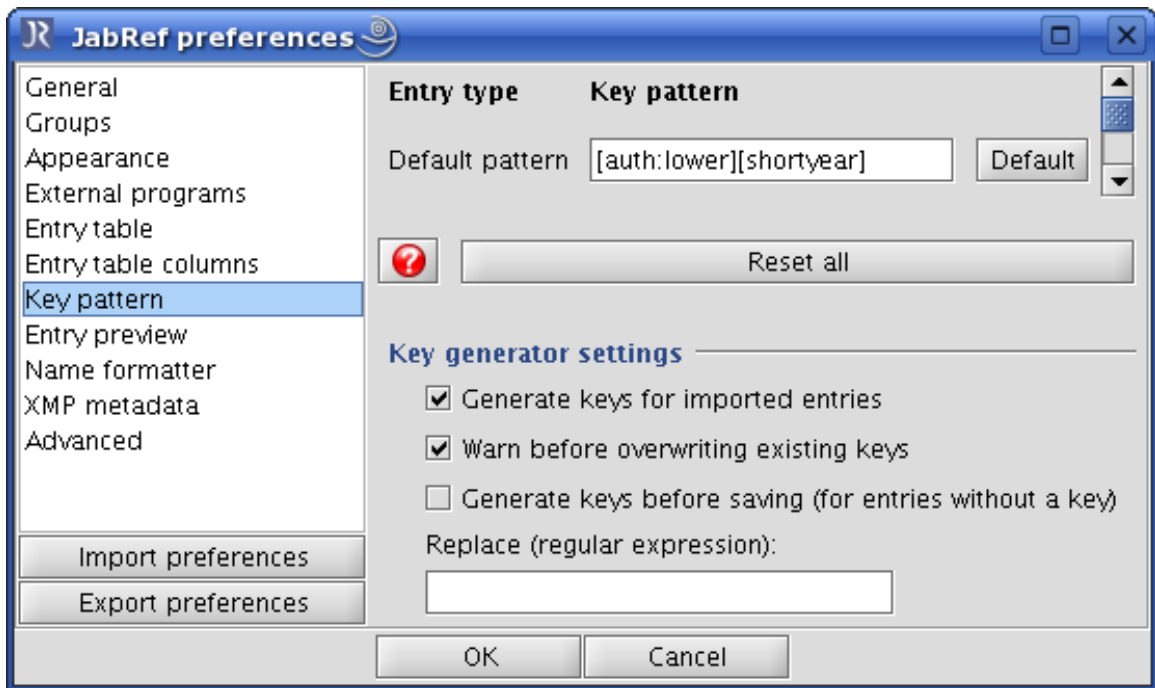 JabRef preferences
General
Groups
Appearance
External programs
Entry table
Entry table columns
Key pattern
Entry preview
Name formatter
XMP metadata
Advanced
Import preferences
Export preferences
Entry type Key pattern
Default pattern [auth:lower][shortyear] Default
? Reset all
Key generator settings
Generate keys for imported entries
Warn before overwriting existing keys
Generate keys before saving (for entries without a key)
Replace (regular expression):
OK Cancel